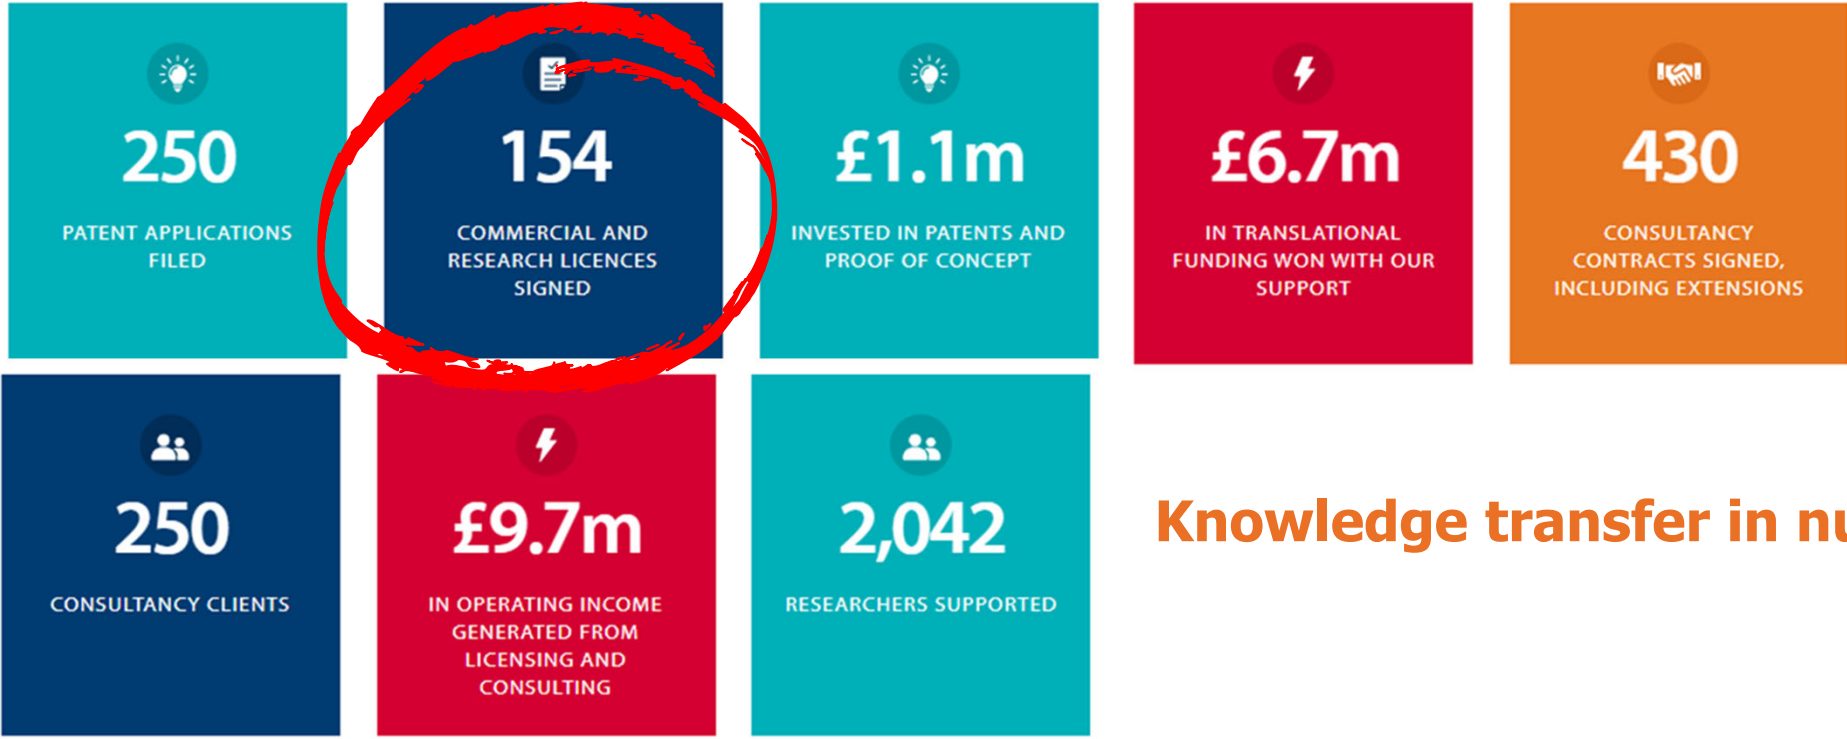 250
PATENT APPLICATIONS
FILED
154
COMMERCIAL AND
RESEARCH LICENCES
SIGNED
£1.1m
INVESTED IN PATENTS AND
PROOF OF CONCEPT
£6.7m
IN TRANSLATIONAL
FUNDING WON WITH OUR
SUPPORT
430
CONSULTANCY
CONTRACTS SIGNED,
INCLUDING EXTENSIONS
250
CONSULTANCY CLIENTS
£9.7m
IN OPERATING INCOME
GENERATED FROM
LICENSING AND
CONSULTING
2,042
RESEARCHERS SUPPORTED
Knowledge transfer in